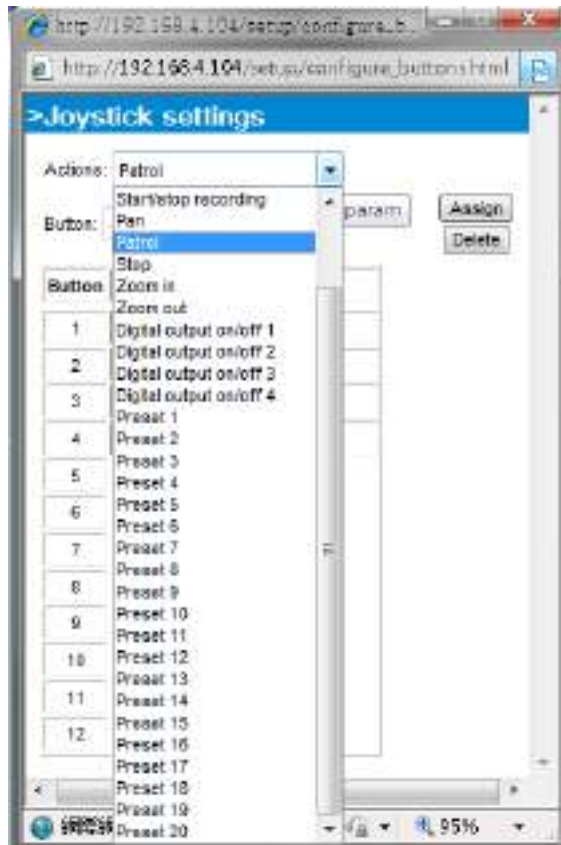 http://192.168.4.104/setup/configure_b...
http://192.168.4.104/setup/configure_buttons.html
>Joystick settings
Actions: Patrol
Start/stop recording
Button: Pan param Assign
Patrol Delete
Stop
Button Zoom in
Zoom out
1 Digital output on/off 1
Digital output on/off 2
2 Digital output on/off 3
3 Digital output on/off 4
Preset 1
4 Preset 2
Preset 3
5 Preset 4
Preset 5
6 Preset 6
7 Preset 7
Preset 8
8 Preset 9
9 Preset 10
Preset 11
10 Preset 12
Preset 13
11 Preset 14
12 Preset 15
Preset 16
Preset 17
Preset 18
Preset 19
Preset 20 95%